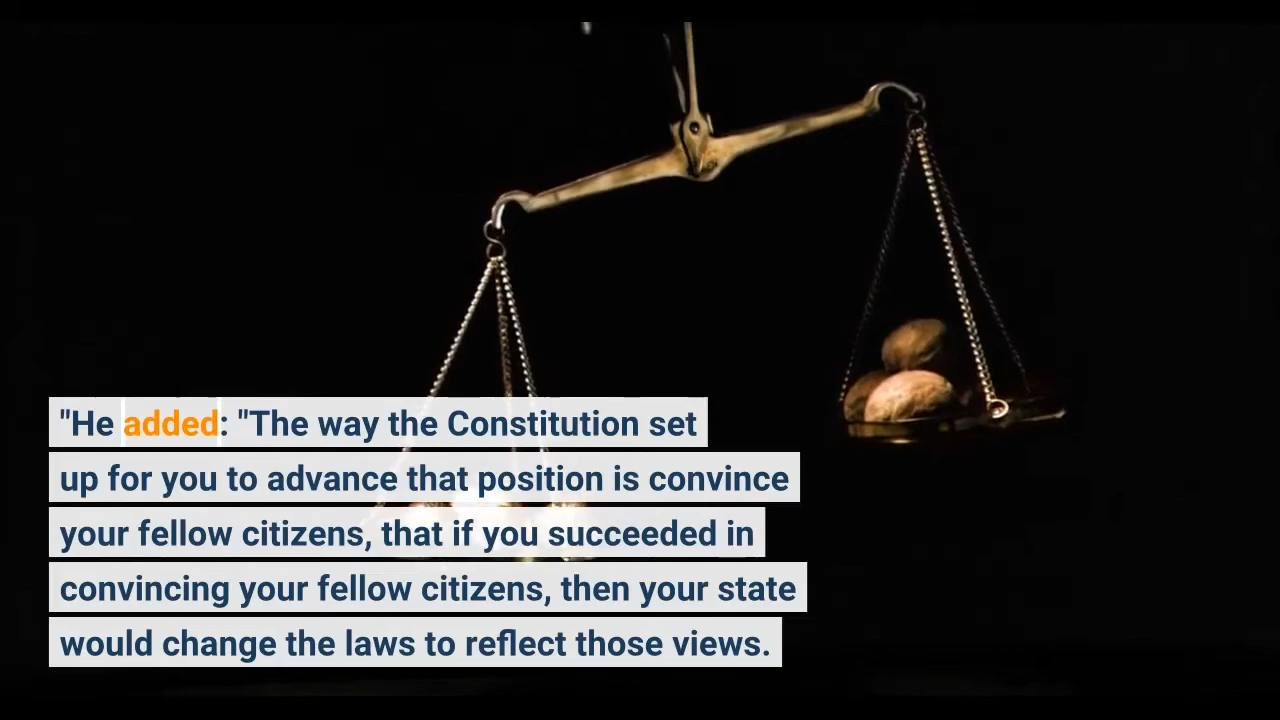 "He added: "The way the Constitution set
up for you to advance that position is convince
your fellow citizens, that if you succeeded in
convincing your fellow citizens, then your state
would change the laws to reflect those views.